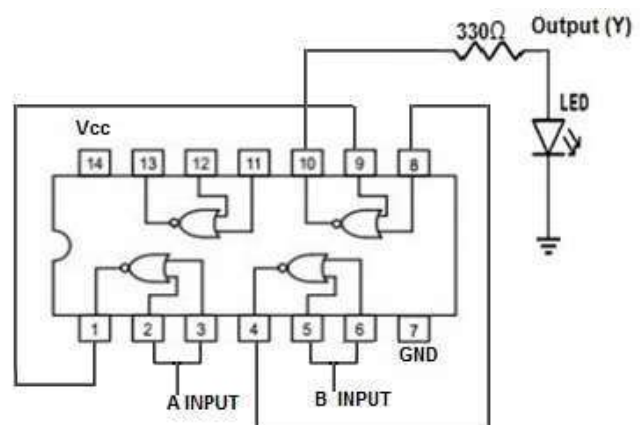 330Ω Output (Y)
LED
Vcc
14 13 12 11 10 9 8
1 2 3 4 5 6 7
GND
A INPUT B INPUT